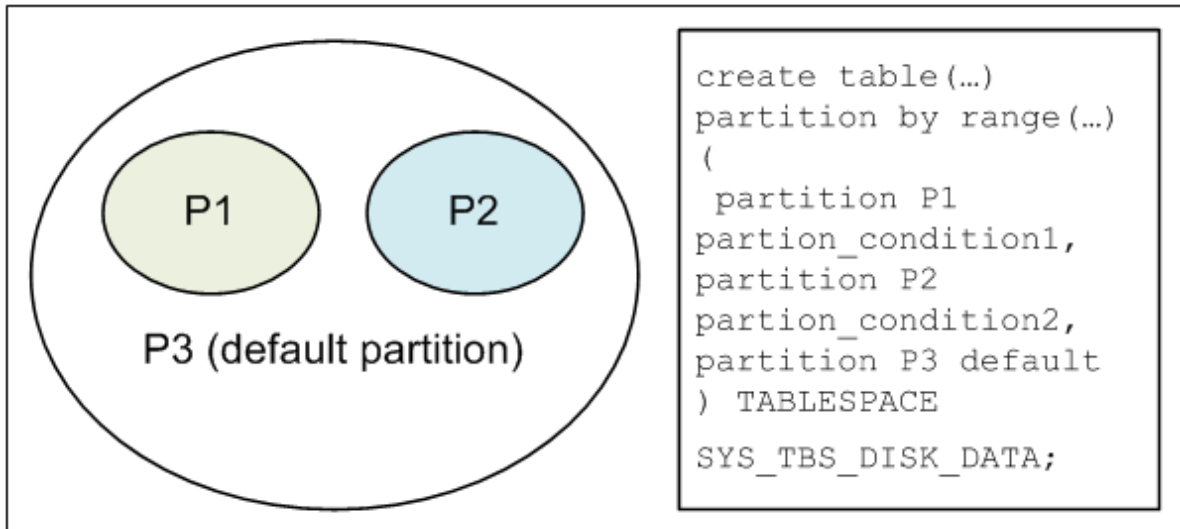 P1
P2
P3 (default partition)
create table(…)
partition by range(…)
(
partition P1
partion_condition1,
partition P2
partion_condition2,
partition P3 default
) TABLESPACE
SYS_TBS_DISK_DATA;